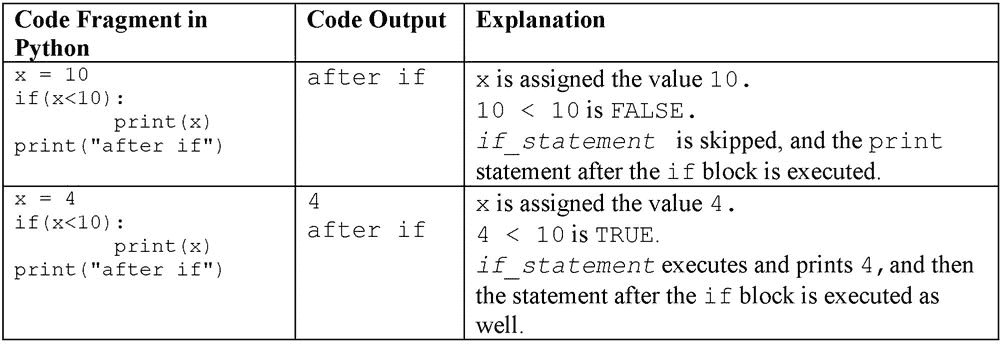 Code Fragment in Python
Code Output
Explanation
x = 10
if(x<10):
        print(x)
print("after if")
after if
x is assigned the value 10.
10 < 10 is FALSE.
if_statement is skipped, and the print
statement after the if block is executed.
x = 4
if(x<10):
        print(x)
print("after if")
4
after if
x is assigned the value 4.
4 < 10 is TRUE.
if_statement executes and prints 4, and then
the statement after the if block is executed as
well.